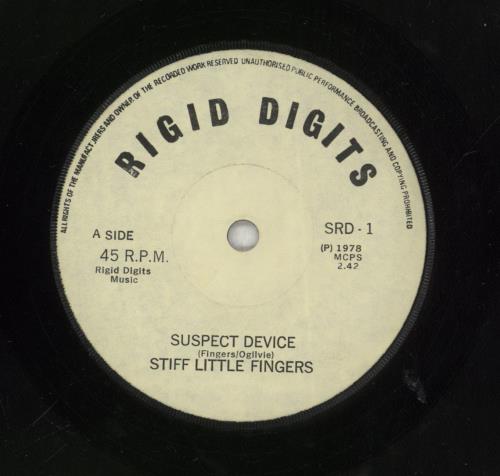 ALL RIGHTS OF THE MANUFACTURERS AND OWNER OF THE RECORDED WORK RESERVED UNAUTHORISED PUBLIC PERFORMANCE BROADCASTING AND COPYING PROHIBITED
RIGID DIGITS
A SIDE
45 R.P.M.
Rigid Digits
Music
SRD - 1
(P) 1978
MCPS
2.42
SUSPECT DEVICE
(Fingers/Ogilvie)
STIFF LITTLE FINGERS